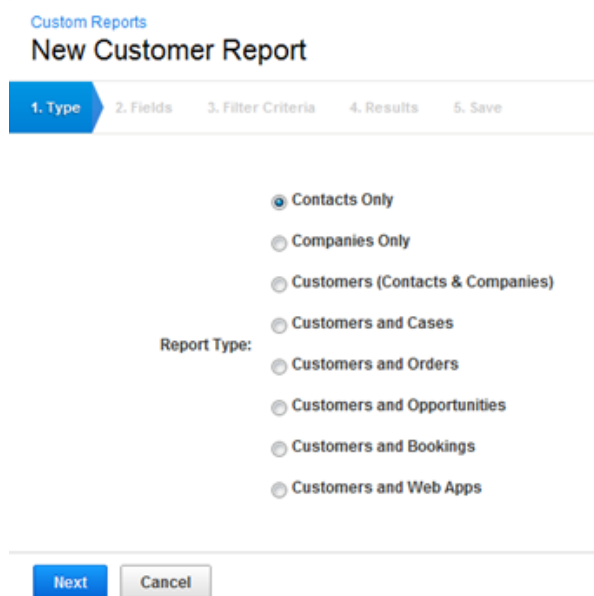 Custom Reports
New Customer Report
1. Type 2. Fields 3. Filter Criteria 4. Results 5. Save
Contacts Only
Companies Only
Customers (Contacts & Companies)
Customers and Cases
Report Type:
Customers and Orders
Customers and Opportunities
Customers and Bookings
Customers and Web Apps
Next Cancel